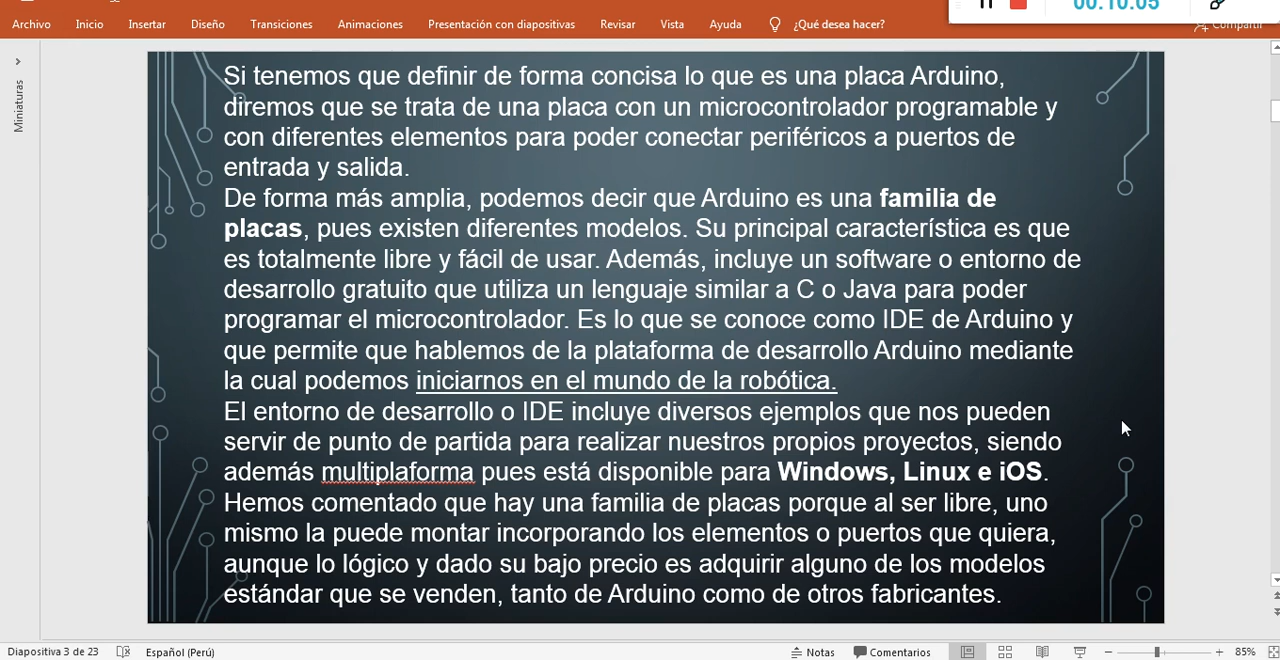 00:10:05
Archivo Inicio Insertar Diseño Transiciones Animaciones Presentación con diapositivas Revisar Vista Ayuda ¿Qué desea hacer? Compartir
Miniaturas
Si tenemos que definir de forma concisa lo que es una placa Arduino,
diremos que se trata de una placa con un microcontrolador programable y
con diferentes elementos para poder conectar periféricos a puertos de
entrada y salida.
De forma más amplia, podemos decir que Arduino es una familia de
placas, pues existen diferentes modelos. Su principal característica es que
es totalmente libre y fácil de usar. Además, incluye un software o entorno de
desarrollo gratuito que utiliza un lenguaje similar a C o Java para poder
programar el microcontrolador. Es lo que se conoce como IDE de Arduino y
que permite que hablemos de la plataforma de desarrollo Arduino mediante
la cual podemos iniciarnos en el mundo de la robótica.
El entorno de desarrollo o IDE incluye diversos ejemplos que nos pueden
servir de punto de partida para realizar nuestros propios proyectos, siendo
además multiplaforma pues está disponible para Windows, Linux e iOS.
Hemos comentado que hay una familia de placas porque al ser libre, uno
mismo la puede montar incorporando los elementos o puertos que quiera,
aunque lo lógico y dado su bajo precio es adquirir alguno de los modelos
estándar que se venden, tanto de Arduino como de otros fabricantes.
Diapositiva 3 de 23 Español (Perú) Notas Comentarios 85%